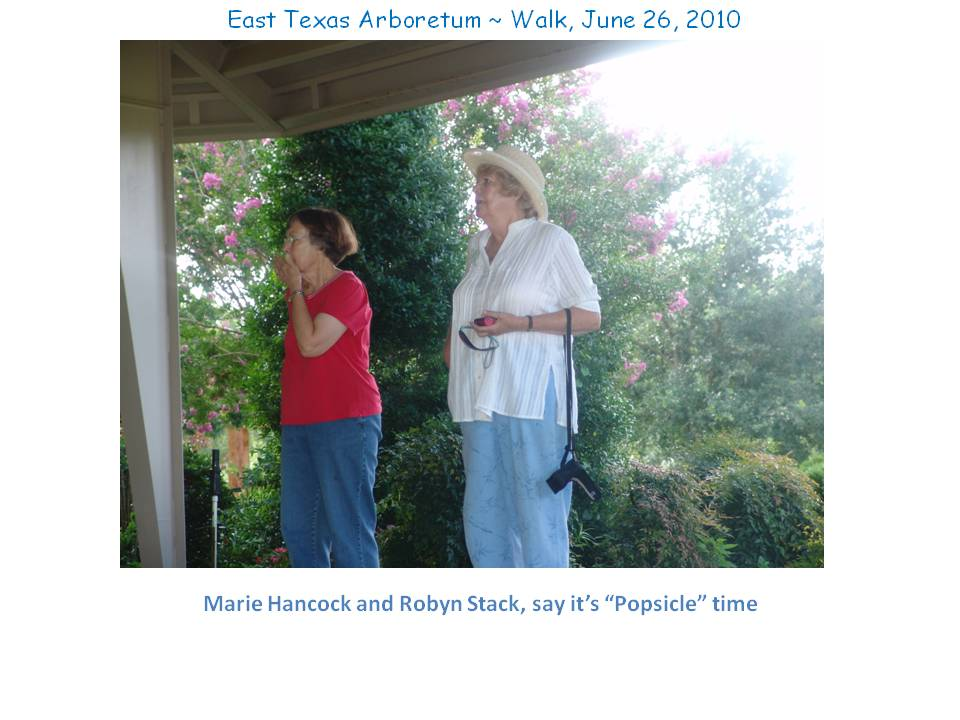 East Texas Arboretum ~ Walk, June 26, 2010
Marie Hancock and Robyn Stack, say it’s “Popsicle” time